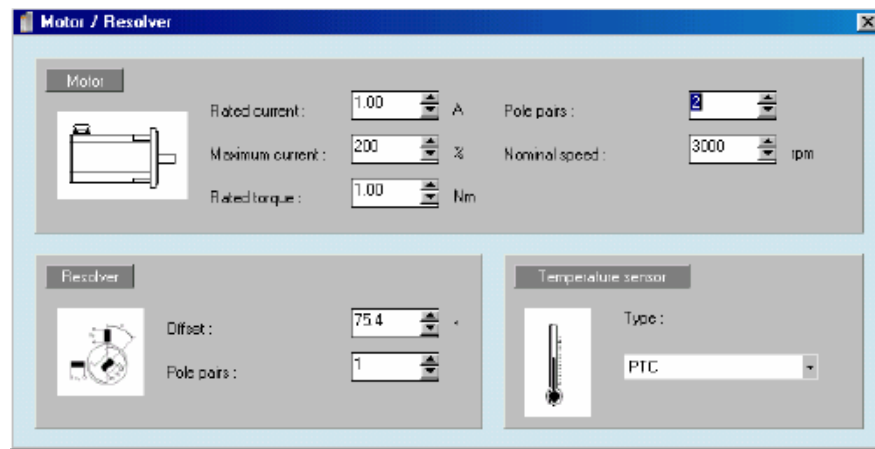 Motor / Resolver
Motor
Rated current : 1.00 A Pole pairs : 2
Maximum current : 200 % Nominal speed : 3000 rpm
Rated torque : 1.00 Nm
Resolver
Offset : 75.4 °
Pole pairs : 1
Temperature sensor
Type :
PTC